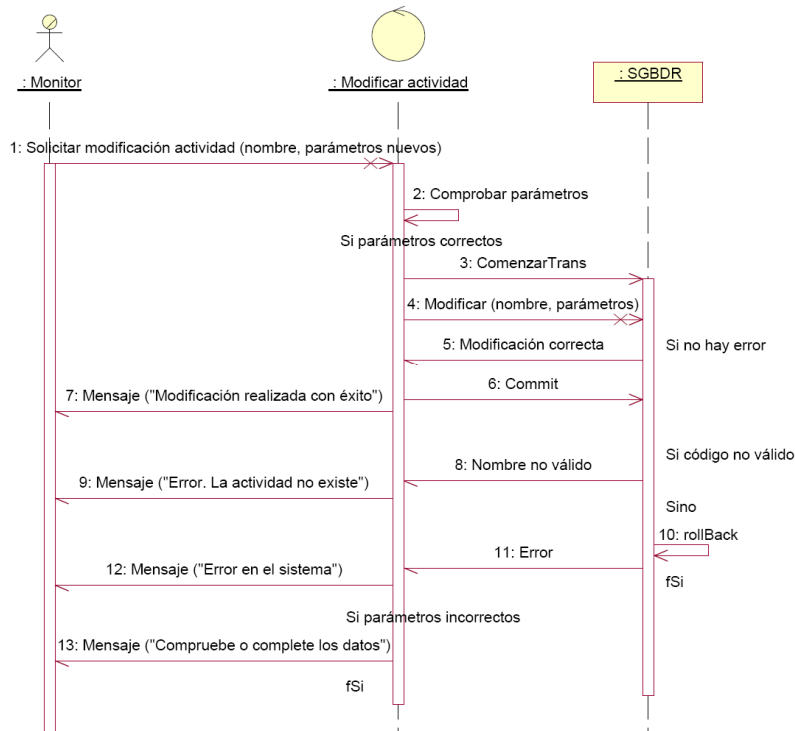 : Monitor
: Modificar actividad
: SGBDR
1: Solicitar modificación actividad (nombre, parámetros nuevos)
2: Comprobar parámetros
Si parámetros correctos
3: ComenzarTrans
4: Modificar (nombre, parámetros)
5: Modificación correcta
Si no hay error
6: Commit
7: Mensaje ("Modificación realizada con éxito")
Si código no válido
8: Nombre no válido
9: Mensaje ("Error. La actividad no existe")
Sino
10: rollBack
11: Error
12: Mensaje ("Error en el sistema")
fSi
Si parámetros incorrectos
13: Mensaje ("Compruebe o complete los datos")
fSi